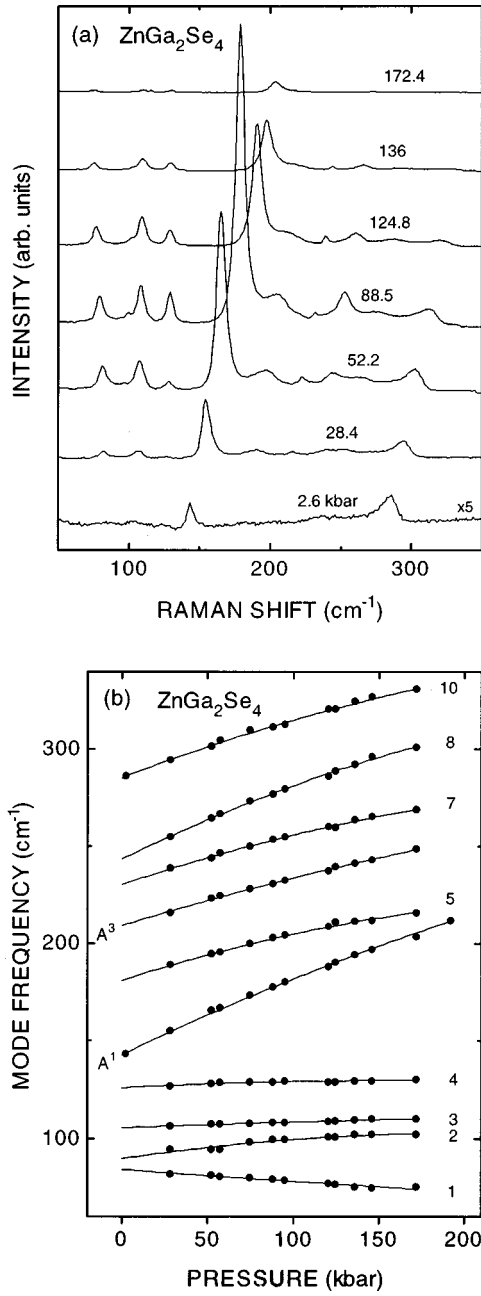 (a) ZnGa₂Se₄
172.4
136
124.8
88.5
52.2
28.4
2.6 kbar
x5
INTENSITY (arb. units)
100 200 300
RAMAN SHIFT (cm⁻¹)
(b) ZnGa₂Se₄
10
8
7
5
4
3
2
1
A³
A¹
300
200
100
MODE FREQUENCY (cm⁻¹)
0 50 100 150 200
PRESSURE (kbar)